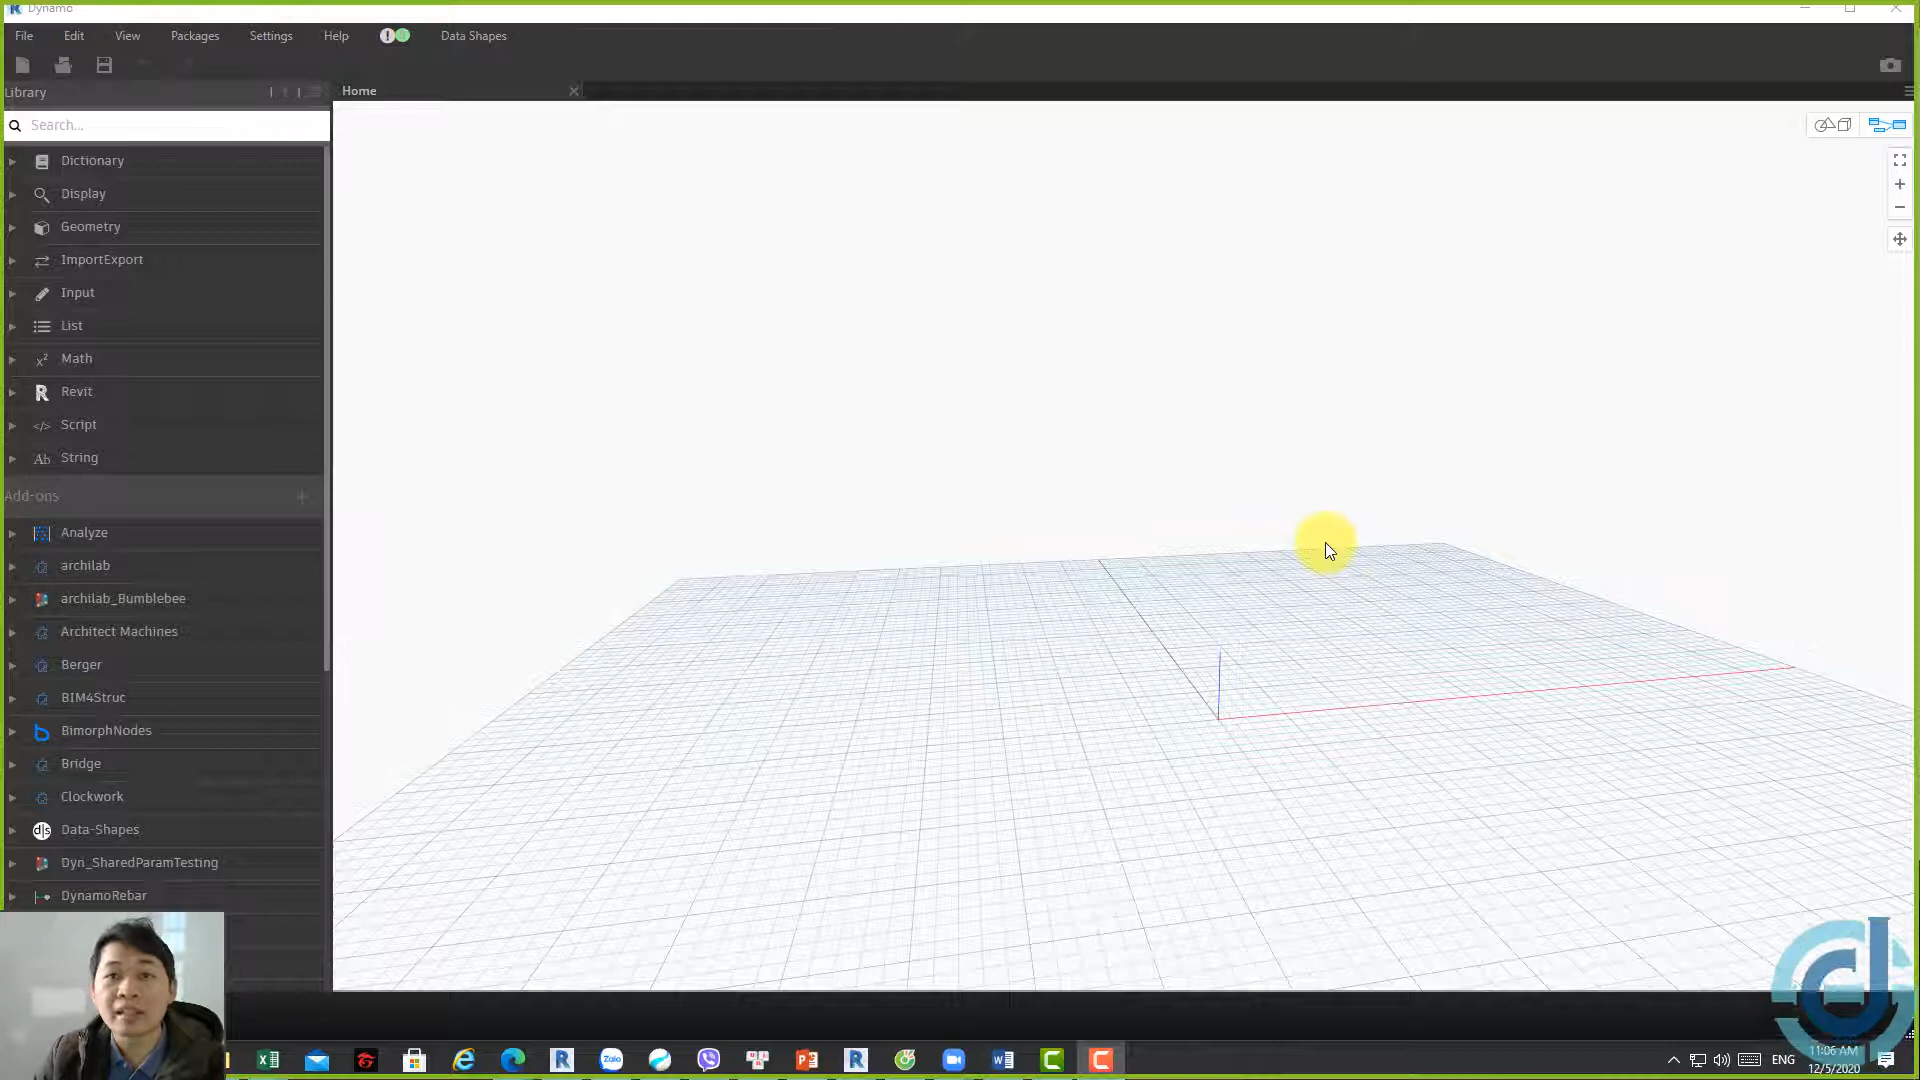 Dynamo
File Edit View Packages Settings Help Data Shapes
Library
Home
Search...
Dictionary
Display
Geometry
ImportExport
Input
List
Math
Revit
Script
String
Add-ons
Analyze
archilab
archilab_Bumblebee
Architect Machines
Berger
BIM4Struc
BimorphNodes
Bridge
Clockwork
Data-Shapes
Dyn_SharedParamTesting
DynamoRebar
Zalo
ENG
11:06 AM
12/5/2020